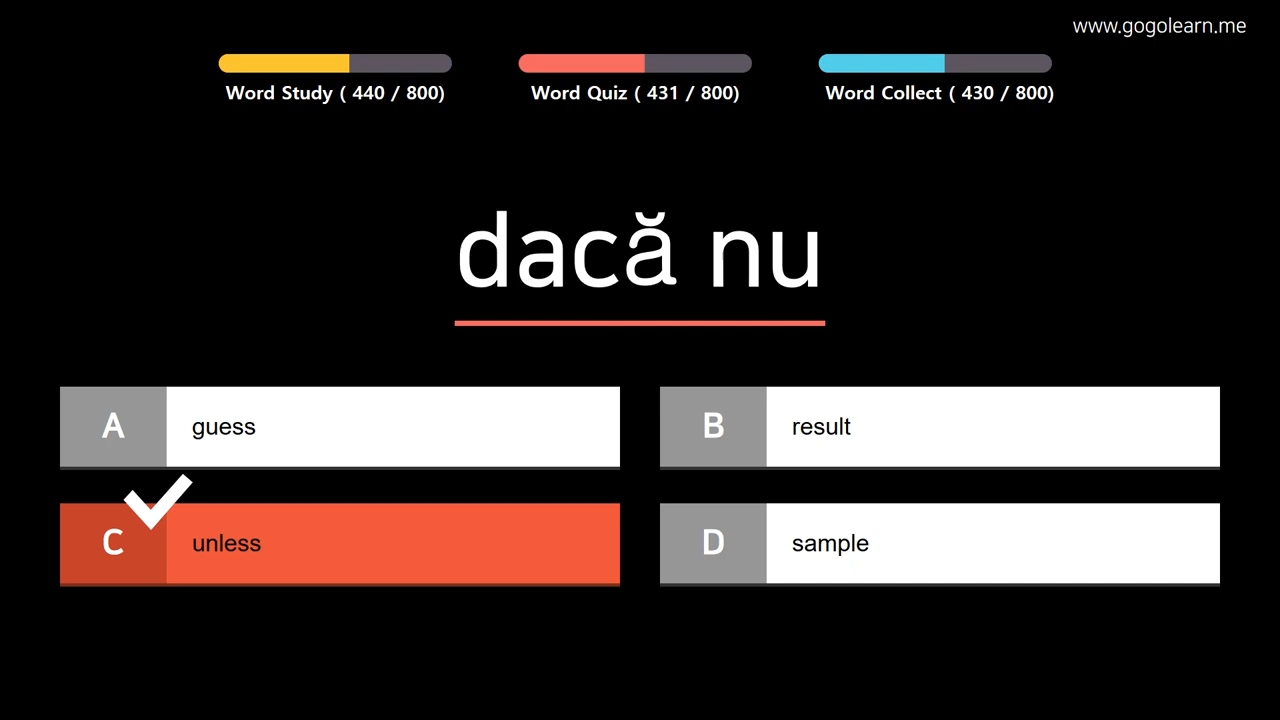 www.gogolearn.me
Word Study ( 440 / 800)
Word Quiz ( 431 / 800)
Word Collect ( 430 / 800)
dacă nu
A guess
B result
C unless
D sample